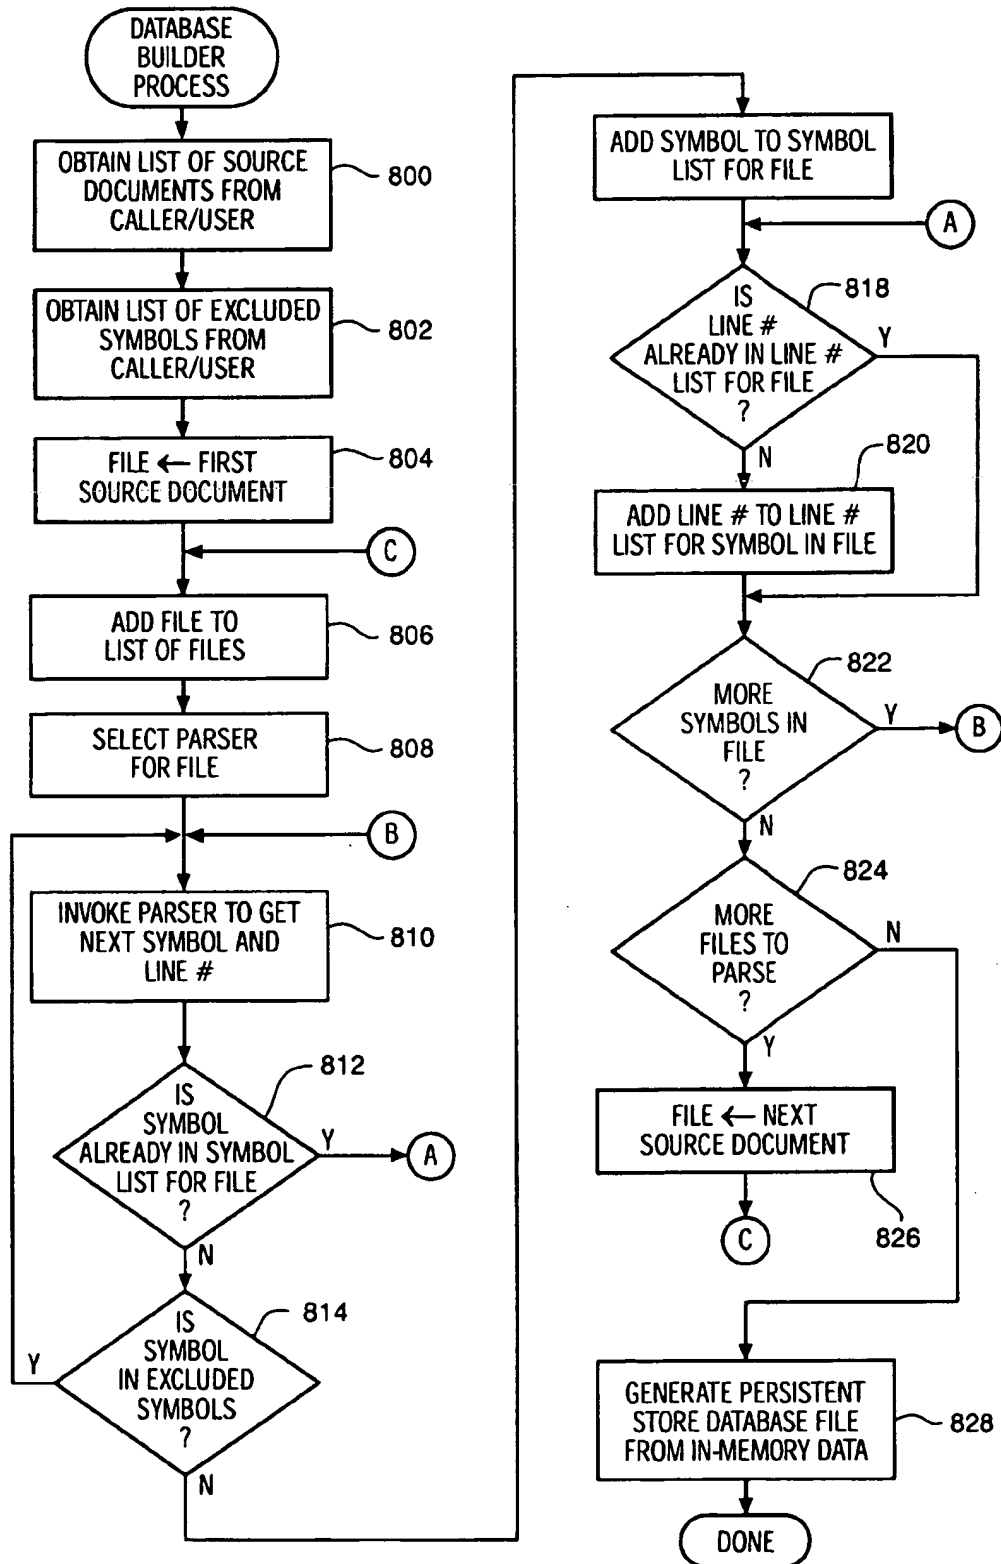 DATABASE
BUILDER
PROCESS
OBTAIN LIST OF SOURCE
DOCUMENTS FROM
CALLER/USER
800
OBTAIN LIST OF EXCLUDED
SYMBOLS FROM
CALLER/USER
802
FILE ← FIRST
SOURCE DOCUMENT
804
C
ADD FILE TO
LIST OF FILES
806
SELECT PARSER
FOR FILE
808
B
INVOKE PARSER TO GET
NEXT SYMBOL AND
LINE #
810
812
IS
SYMBOL
ALREADY IN SYMBOL
LIST FOR FILE
?
Y
A
N
814
IS
SYMBOL
IN EXCLUDED
SYMBOLS
?
Y
N
ADD SYMBOL TO SYMBOL
LIST FOR FILE
A
818
IS
LINE #
ALREADY IN LINE #
LIST FOR FILE
?
Y
N
820
ADD LINE # TO LINE #
LIST FOR SYMBOL IN FILE
822
MORE
SYMBOLS IN
FILE
?
Y
B
N
824
MORE
FILES TO
PARSE
?
N
Y
FILE ← NEXT
SOURCE DOCUMENT
826
C
GENERATE PERSISTENT
STORE DATABASE FILE
FROM IN-MEMORY DATA
828
DONE